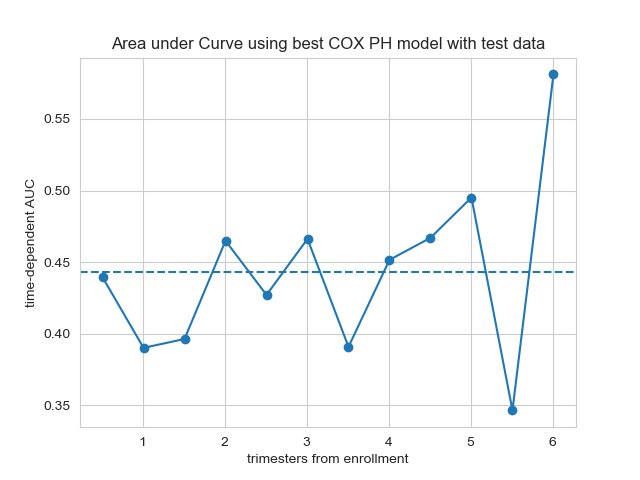 Area under Curve using best COX PH model with test data
time-dependent AUC
0.55
0.50
0.45
0.40
0.35
1 2 3 4 5 6
trimesters from enrollment